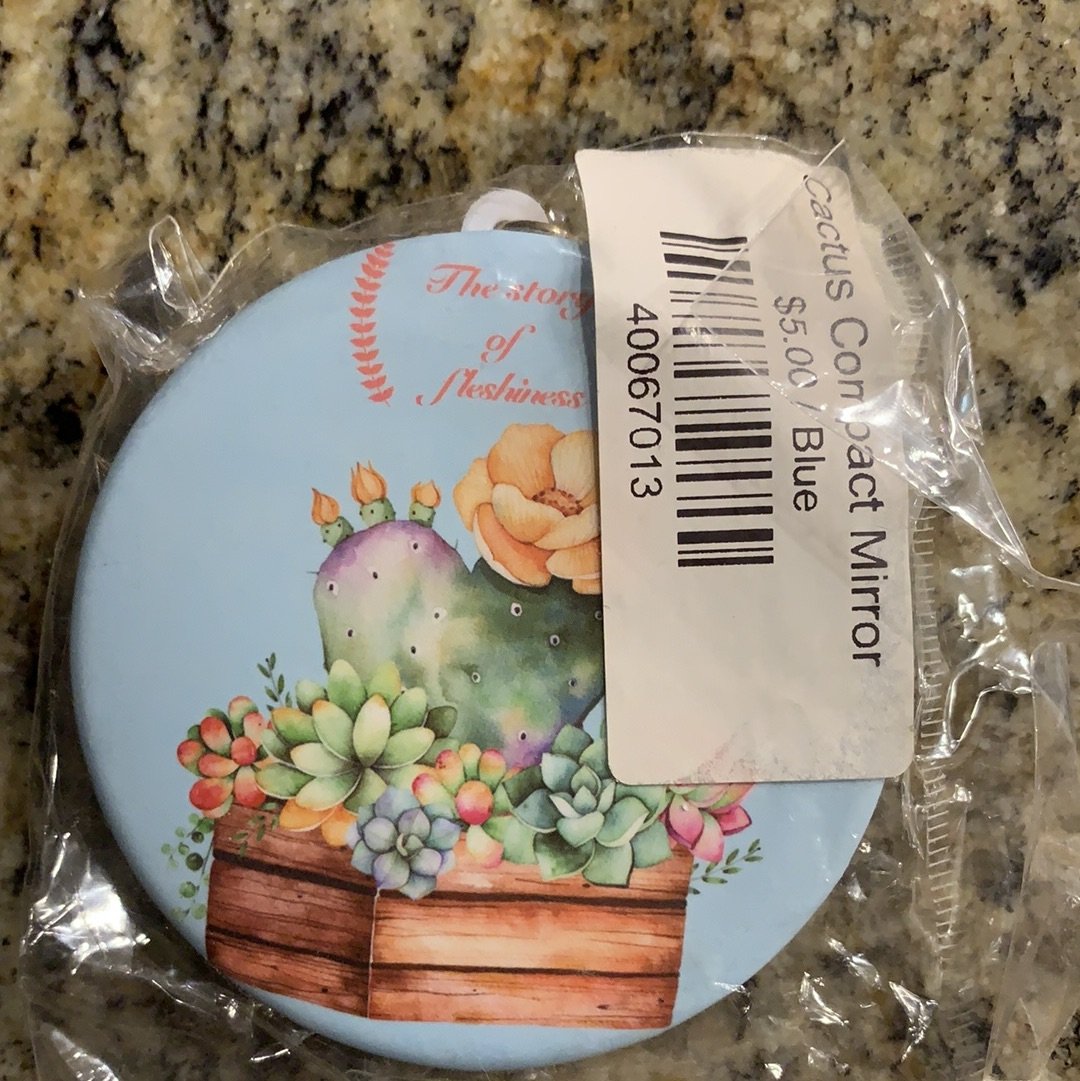 The story
of
fleshiness
Cactus Compact Mirror
$5.00 / Blue
40067013